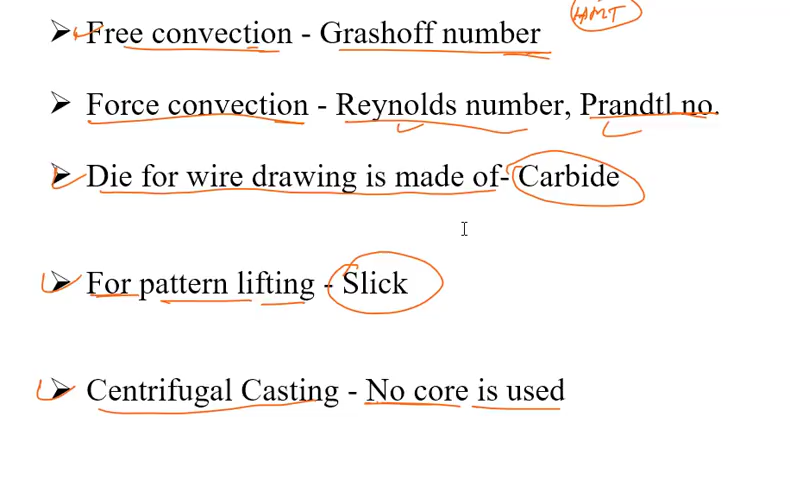 HMT
➢ Free convection - Grashoff number
➢ Force convection - Reynolds number, Prandtl no.
➢ Die for wire drawing is made of- Carbide
➢ For pattern lifting - Slick
➢ Centrifugal Casting - No core is used